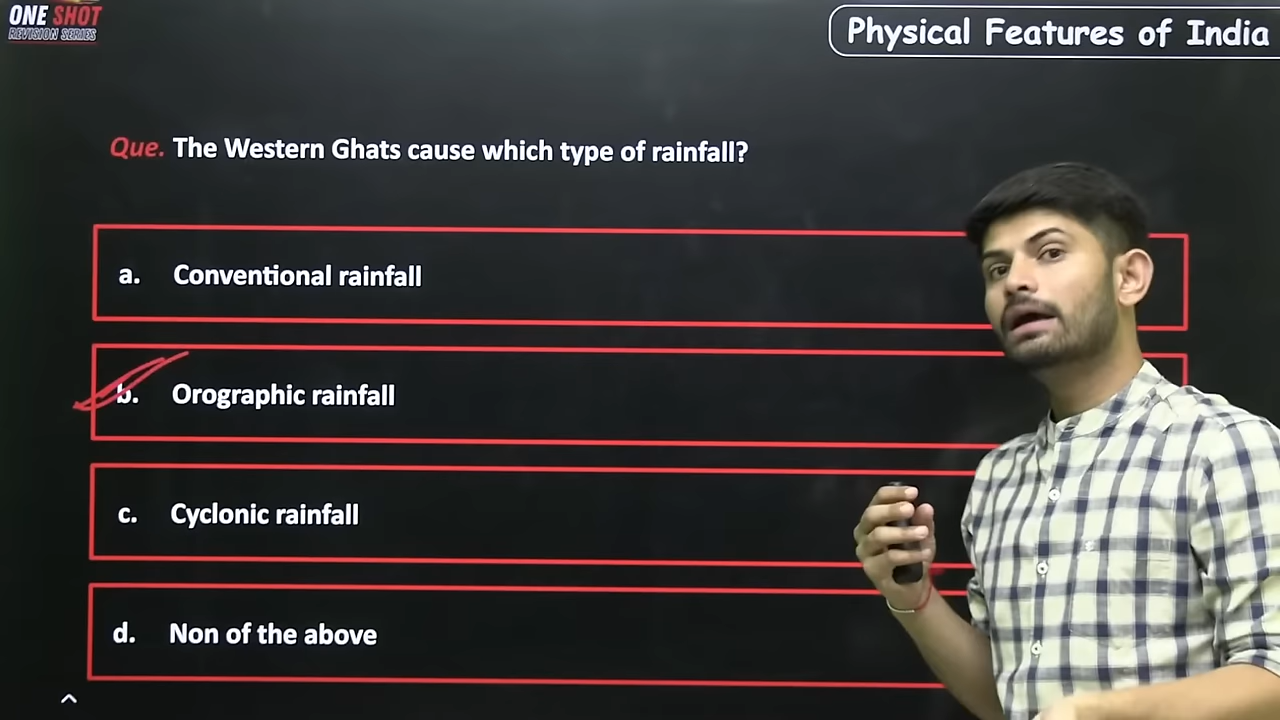 ONE SHOT
REVISION SERIES
Physical Features of India
Que. The Western Ghats cause which type of rainfall?
a. Conventional rainfall
b. Orographic rainfall
c. Cyclonic rainfall
d. Non of the above